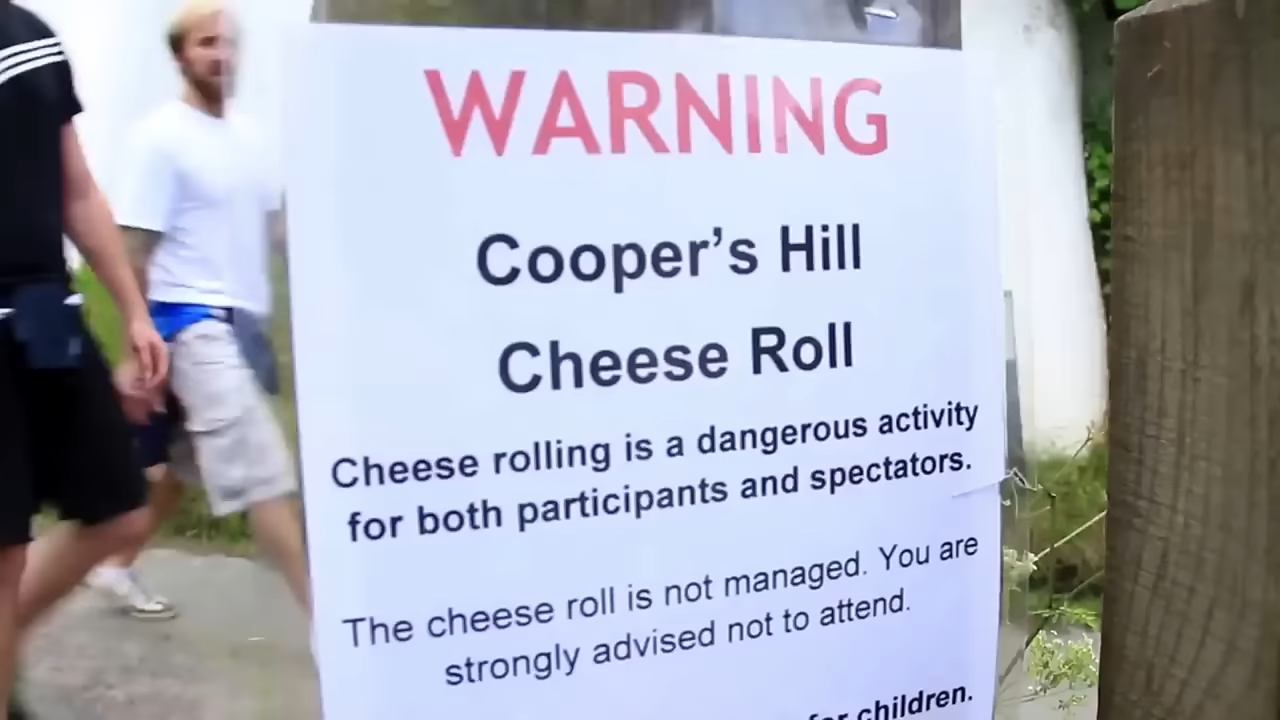 WARNING
Cooper’s Hill
Cheese Roll
Cheese rolling is a dangerous activity
for both participants and spectators.
The cheese roll is not managed. You are
strongly advised not to attend.
for children.